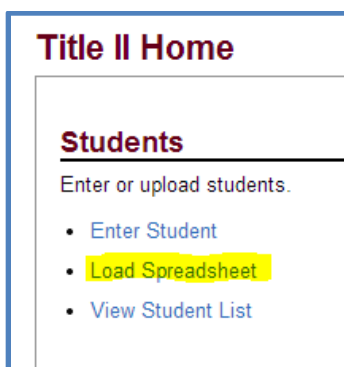 Title II Home
Students
Enter or upload students.
• Enter Student
• Load Spreadsheet
• View Student List